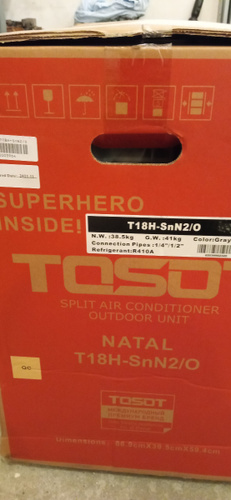 T18H-SnN2/O
N.W. :38.5kg G.W. :41kg Color:Gray
Connection Pipes :1/4"/1/2"
Refrigerant:R410A
SUPERHERO
INSIDE!
TOSOT
SPLIT AIR CONDITIONER
OUTDOOR UNIT
NATAL
T18H-SnN2/O
QC
TOSOT